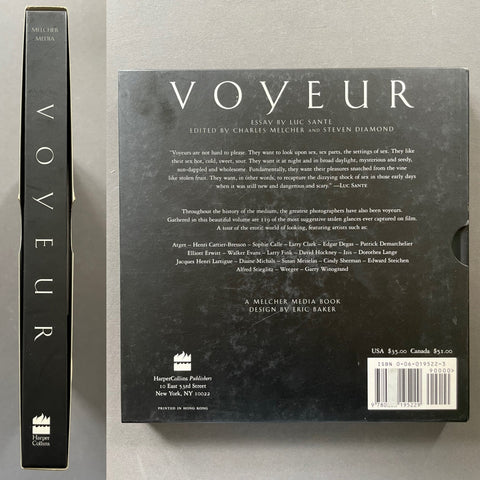 MELCHER
MEDIA
VOYEUR
Harper
Collins
VOYEUR
ESSAY BY LUC SANTE
EDITED BY CHARLES MELCHER AND STEVEN DIAMOND
"Voyeurs are not hard to please. They want to look upon sex, sex parts, the settings of sex. They like
their sex hot, cold, sweet, sour. They want it at night and in broad daylight, mysterious and seedy,
sun-dappled and wholesome. Fundamentally, they want their pleasures snatched from the vine
like stolen fruit. They want, in other words, to recapture the dizzying shock of sex in those early days
when it was still new and dangerous and scary." —LUC SANTE
Throughout the history of the medium, the greatest photographers have also been voyeurs.
Gathered in this beautiful volume are 119 of the most suggestive stolen glances ever captured on film.
A tour of the erotic world of looking, featuring artists such as:
Atget – Henri Cartier-Bresson – Sophie Calle – Larry Clark – Edgar Degas – Patrick Demarchelier
Elliott Erwitt – Walker Evans – Larry Fink – David Hockney – Iris – Dorothea Lange
Jacques Henri Lartigue – Duane Michals – Susan Meiselas – Cindy Sherman – Edward Steichen
Alfred Stieglitz – Weegee – Garry Winogrand
A MELCHER MEDIA BOOK
DESIGN BY ERIC BAKER
HarperCollins Publishers
10 East 53rd Street
New York, NY 10022
PRINTED IN HONG KONG
USA $35.00 Canada $51.00
ISBN 0-06-019522-3
90000>
9 780060 195229